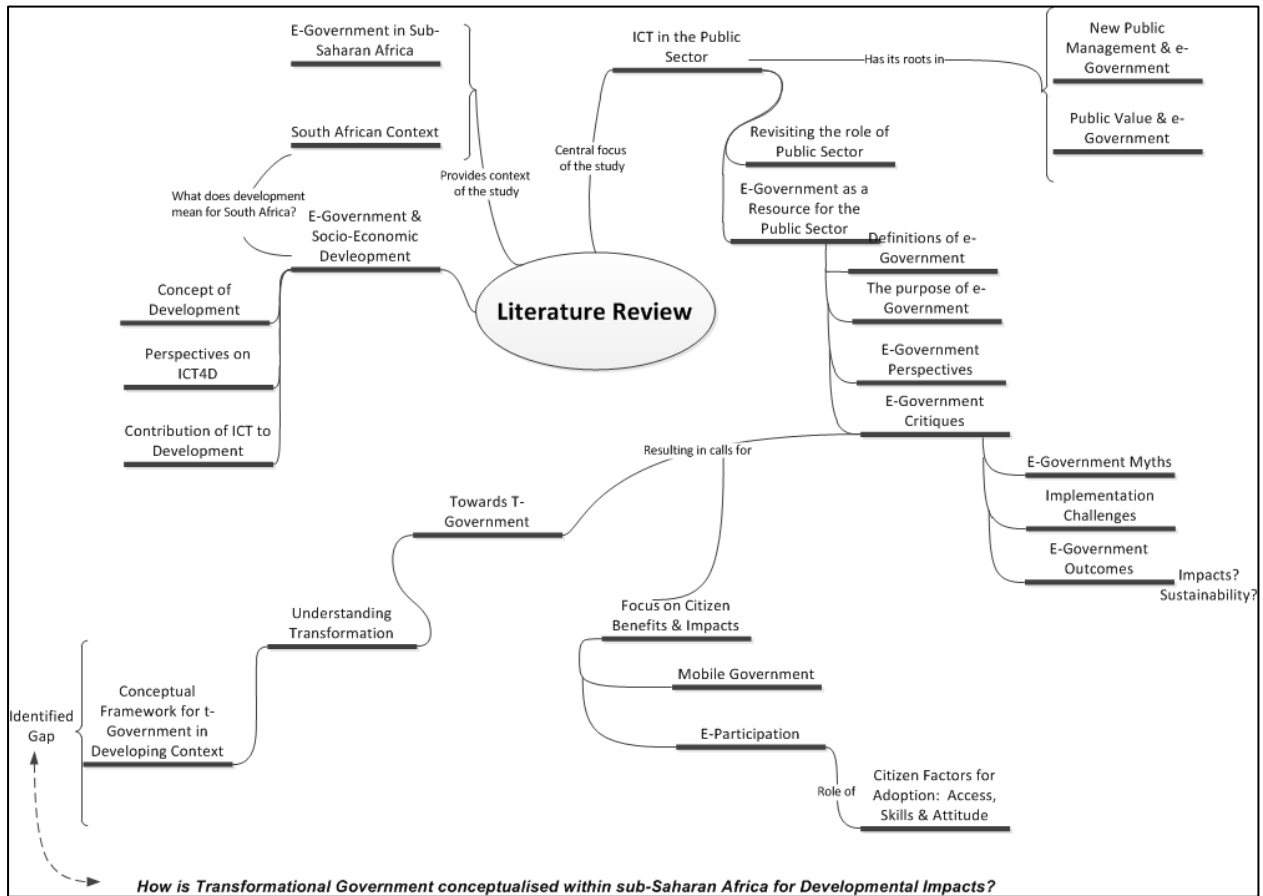 E-Government in Sub-
Saharan Africa
South African Context
What does development
mean for South Africa?
Provides context
of the study
E-Government &
Socio-Economic
Devleopment
Concept of
Development
Perspectives on
ICT4D
Contribution of ICT to
Development
Literature Review
Central focus
of the study
ICT in the Public
Sector
Has its roots in
New Public
Management & e-
Government
Public Value & e-
Government
Revisiting the role of
Public Sector
E-Government as a
Resource for the
Public Sector
Definitions of e-
Government
The purpose of e-
Government
E-Government
Perspectives
E-Government
Critiques
E-Government Myths
Implementation
Challenges
E-Government
Outcomes
Impacts?
Sustainability?
Resulting in calls for
Towards T-
Government
Understanding
Transformation
Conceptual
Framework for t-
Government in
Developing Context
Identified
Gap
Focus on Citizen
Benefits & Impacts
Mobile Government
E-Participation
Role of
Citizen Factors for
Adoption: Access,
Skills & Attitude
How is Transformational Government conceptualised within sub-Saharan Africa for Developmental Impacts?